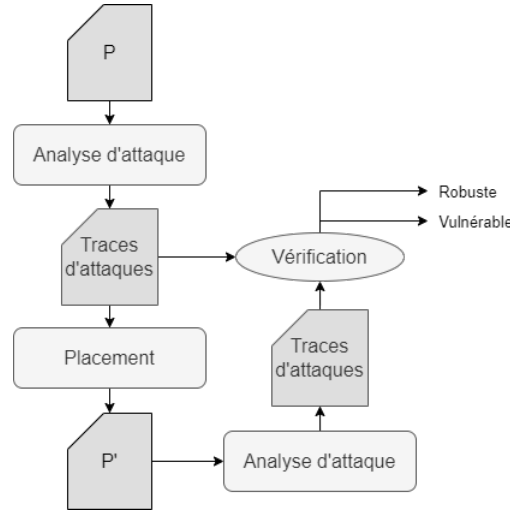 P
Analyse d'attaque
Traces
d'attaques
Placement
P'
Analyse d'attaque
Traces
d'attaques
Vérification
Robuste
Vulnérable